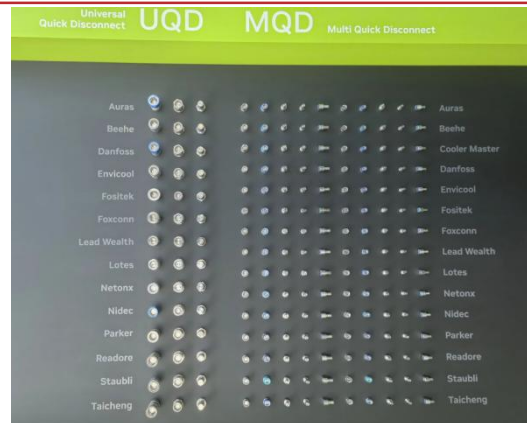 Universal
Quick Disconnect
UQD
MQD
Multi Quick Disconnect
Auras
Beehe
Danfoss
Envicool
Fositek
Foxconn
Lead Wealth
Lotes
Netonx
Nidec
Parker
Readore
Staubli
Taicheng
Auras
Beehe
Cooler Master
Danfoss
Envicool
Fositek
Foxconn
Lead Wealth
Lotes
Netonx
Nidec
Parker
Readore
Staubli
Taicheng